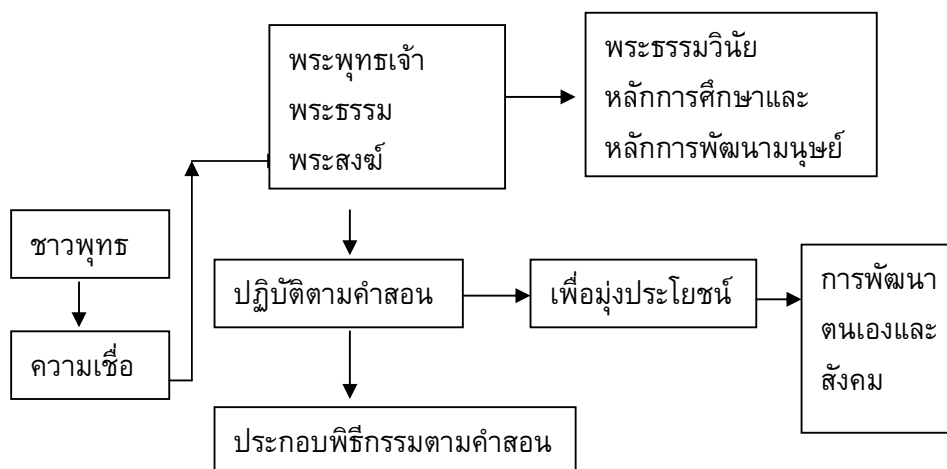 พระพุทธเจ้า
พระธรรม
พระสงฆ์
พระธรรมวินัย
หลักการศึกษาและ
หลักการพัฒนามนุษย์
ชาวพุทธ
ความเชื่อ
ปฏิบัติตามคำสอน
เพื่อมุ่งประโยชน์
การพัฒนา
ตนเองและ
สังคม
ประกอบพิธีกรรมตามคำสอน